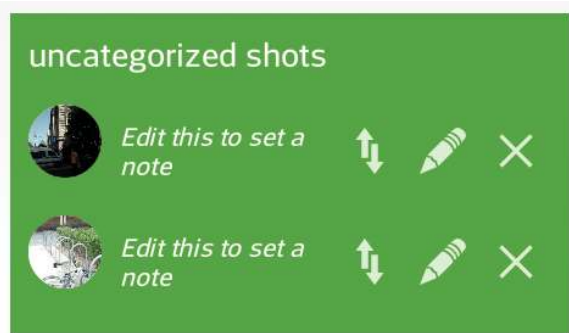 uncategorized shots
Edit this to set a
note
Edit this to set a
note